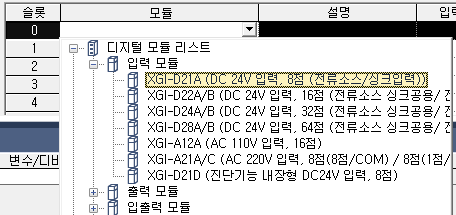 슬롯 모듈 설명 입력
0
1
2
3
4
디지털 모듈 리스트
입력 모듈
XGI-D21A (DC 24V 입력, 8점 (전류소스/싱크입력))
XGI-D22A/B (DC 24V 입력, 16점 (전류소스 싱크공용/ 전
XGI-D24A/B (DC 24V 입력, 32점 (전류소스 싱크공용/ 전
XGI-D28A/B (DC 24V 입력, 64점 (전류소스 싱크공용/ 전
XGI-A12A (AC 110V 입력, 16점)
XGI-A21A/C (AC 220V 입력, 8점(8점/COM) / 8점(1점/
XGI-D21D (진단기능 내장형 DC24V 입력, 8점)
출력 모듈
입출력 모듈
변수/디바